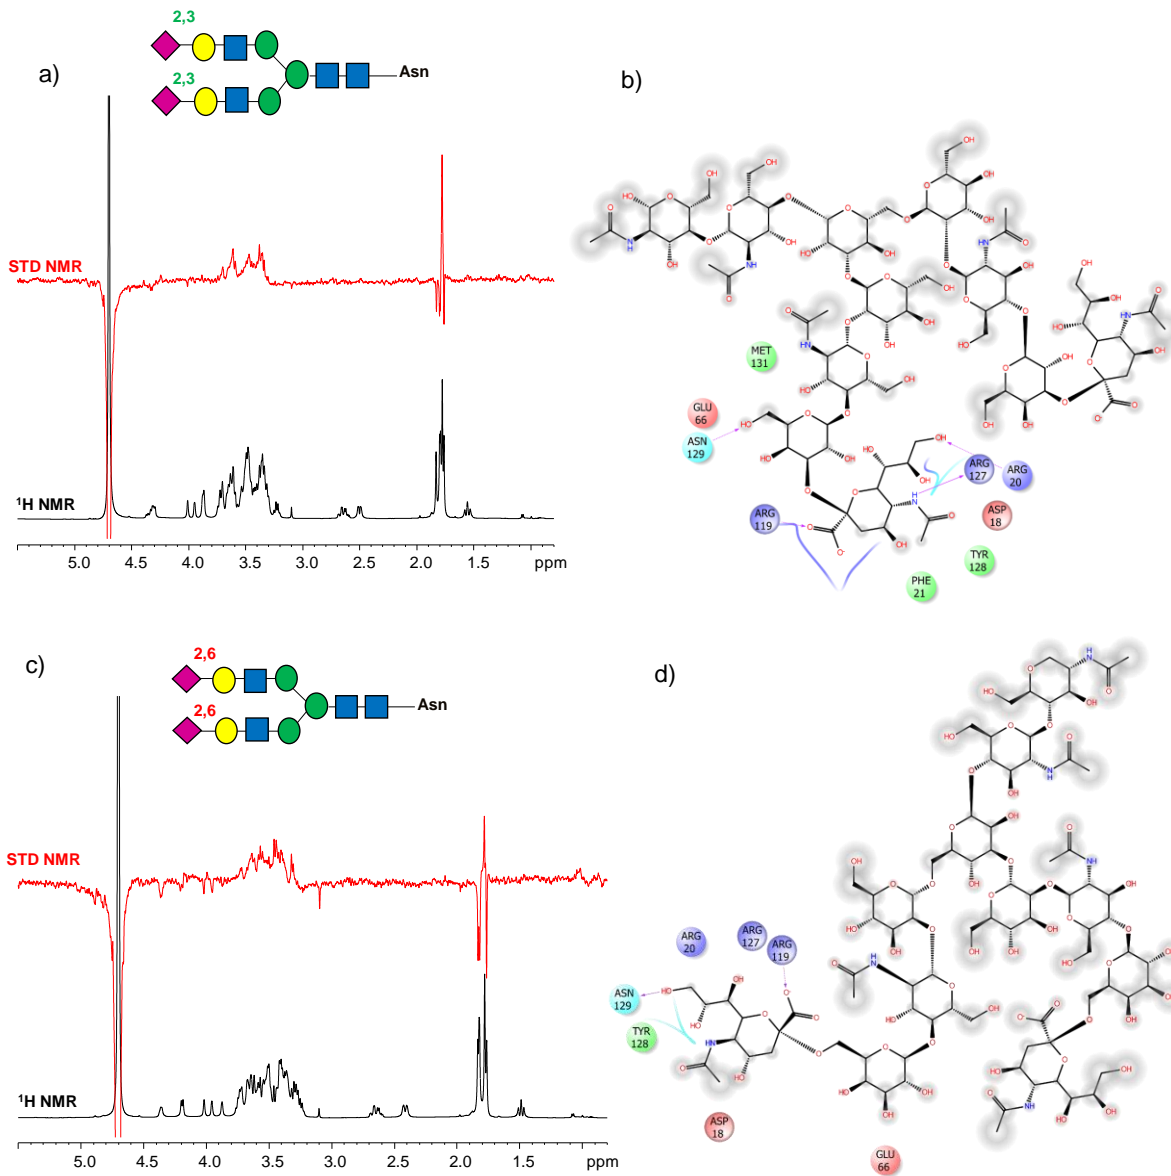 a)
2,3
2,3
Asn
STD NMR
¹H NMR
5.0 4.5 4.0 3.5 3.0 2.5 2.0 1.5 ppm
b)
MET 131
GLU 66
ASN 129
ARG 119
ARG 127
ARG 20
ASP 18
TYR 128
PHE 21
c)
2,6
2,6
Asn
STD NMR
¹H NMR
5.0 4.5 4.0 3.5 3.0 2.5 2.0 1.5 ppm
d)
ARG 20
ARG 127
ARG 119
ASN 129
TYR 128
ASP 18
GLU 66